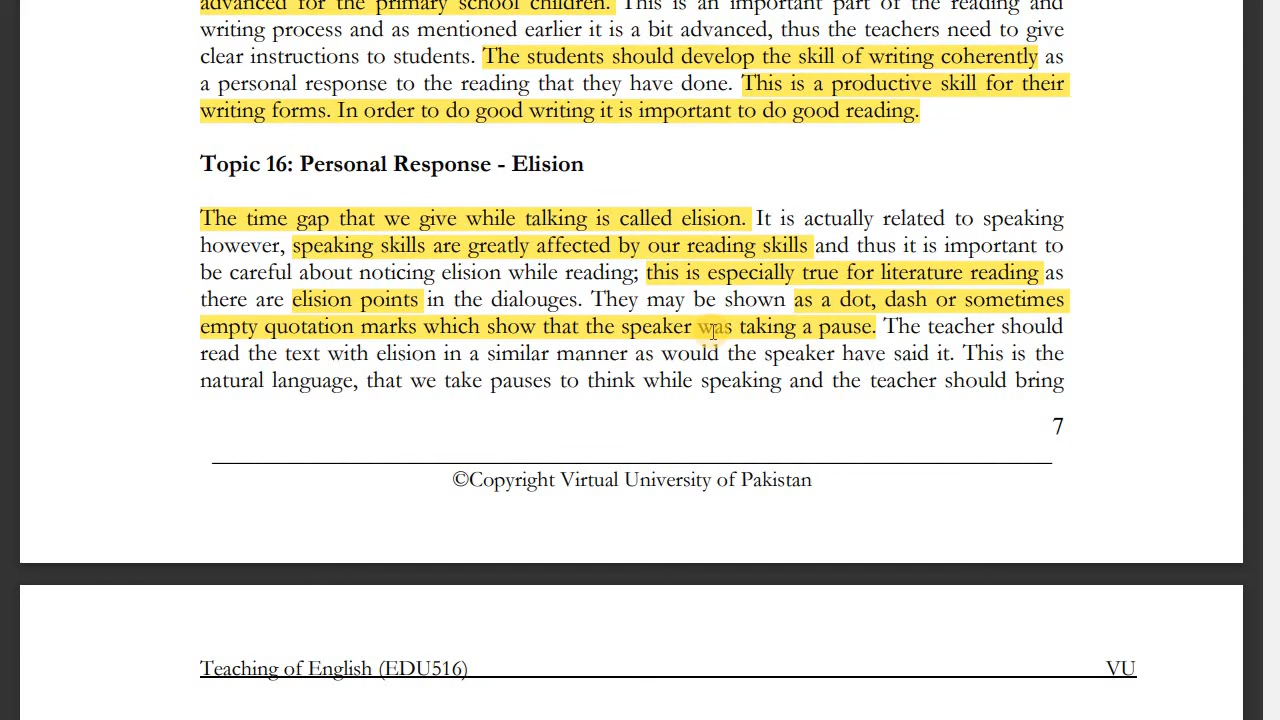 advanced for the primary school children. This is an important part of the reading and
writing process and as mentioned earlier it is a bit advanced, thus the teachers need to give
clear instructions to students. The students should develop the skill of writing coherently as
a personal response to the reading that they have done. This is a productive skill for their
writing forms. In order to do good writing it is important to do good reading.
Topic 16: Personal Response - Elision
The time gap that we give while talking is called elision. It is actually related to speaking
however, speaking skills are greatly affected by our reading skills and thus it is important to
be careful about noticing elision while reading; this is especially true for literature reading as
there are elision points in the dialouges. They may be shown as a dot, dash or sometimes
empty quotation marks which show that the speaker was taking a pause. The teacher should
read the text with elision in a similar manner as would the speaker have said it. This is the
natural language, that we take pauses to think while speaking and the teacher should bring
7
©Copyright Virtual University of Pakistan
Teaching of English (EDU516) VU